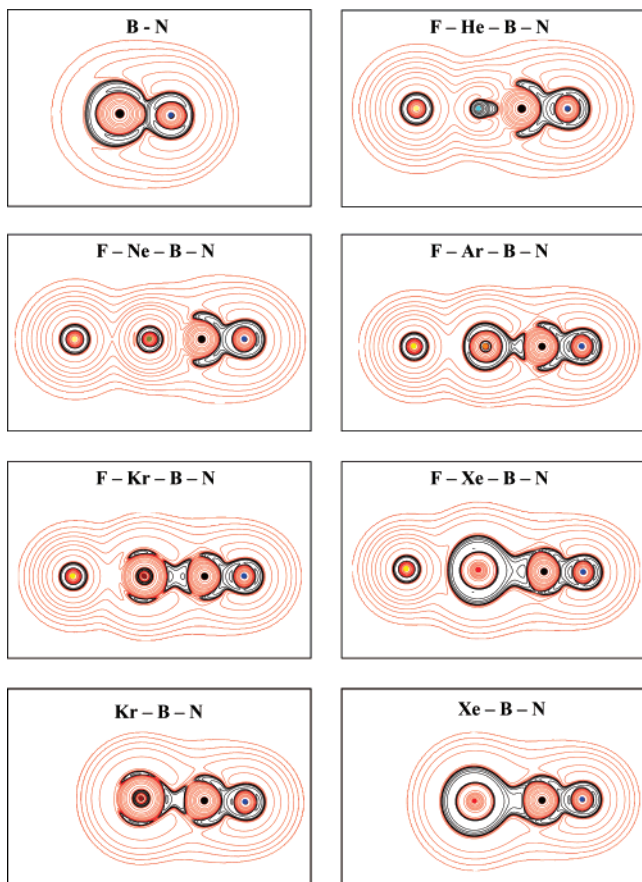 B - N
F – He – B – N
F – Ne – B – N
F – Ar – B – N
F – Kr – B – N
F – Xe – B – N
Kr – B – N
Xe – B – N